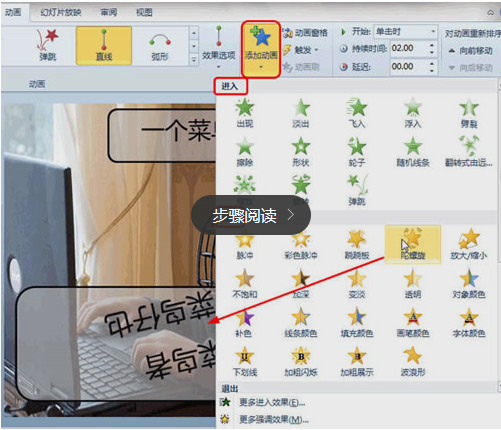 动画 幻灯片放映 审阅 视图
弹跳 直线 弧形 效果选项 添加动画
动画窗格
触发
动画刷
开始: 单击时
持续时间: 02.00
延迟: 00.00
对动画重新排序
向前移动
向后移动
动画
进入
出现 淡出 飞入 浮入 劈裂
擦除 形状 轮子 随机线条 翻转式由远...
弹跳
步骤阅读
脉冲 彩色脉冲 跷跷板 陀螺旋 放大/缩小
不饱和 加深 变淡 透明 对象颜色
补色 线条颜色 填充颜色 画笔颜色 字体颜色
下划线 加粗闪烁 加粗展示 波浪形
退出
更多进入效果(E)...
更多强调效果(M)...
一个菜鸟
菜鸟仔也
菜鸟者